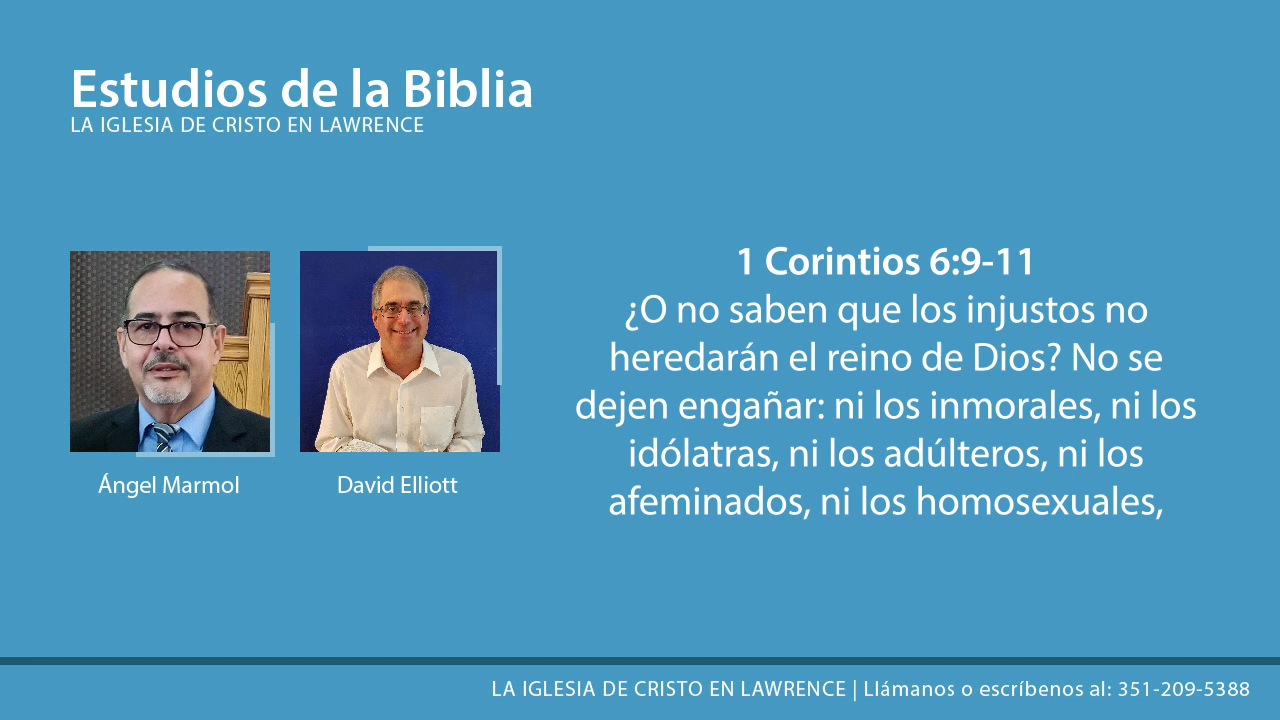 Estudios de la Biblia
LA IGLESIA DE CRISTO EN LAWRENCE
Ángel Marmol
David Elliott
1 Corintios 6:9-11
¿O no saben que los injustos no
heredarán el reino de Dios? No se
dejen engañar: ni los inmorales, ni los
idólatras, ni los adúlteros, ni los
afeminados, ni los homosexuales,
LA IGLESIA DE CRISTO EN LAWRENCE | Llámanos o escríbenos al: 351-209-5388